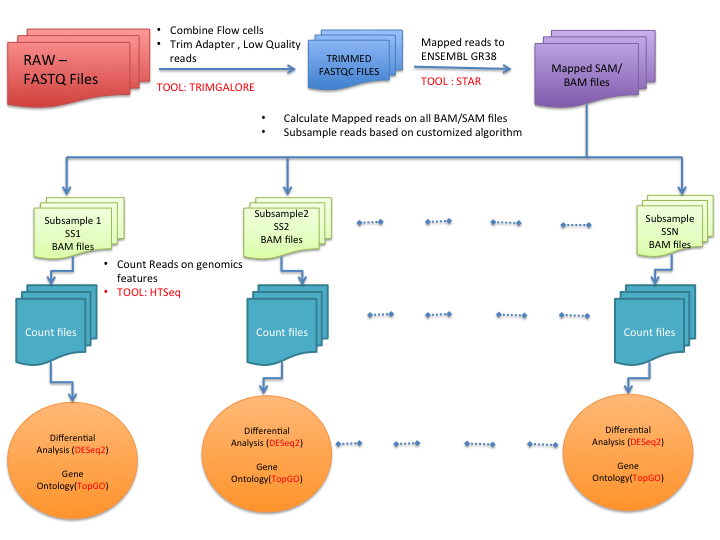 RAW –
FASTQ Files
• Combine Flow cells
• Trim Adapter , Low Quality
reads
TOOL: TRIMGALORE
TRIMMED
FASTQC FILES
Mapped reads to
ENSEMBL GR38
TOOL : STAR
Mapped SAM/
BAM files
• Calculate Mapped reads on all BAM/SAM files
• Subsample reads based on customized algorithm
Subsample 1
SS1
BAM files
Subsample2
SS2
BAM files
Subsample
SSN
BAM files
• Count Reads on genomics
features
• TOOL: HTSeq
Count files
Count files
Count files
Differential
Analysis (DESeq2)
Gene
Ontology(TopGO)
Differential
Analysis (DESeq2)
Gene
Ontology(TopGO)
Differential
Analysis (DESeq2)
Gene
Ontology(TopGO)